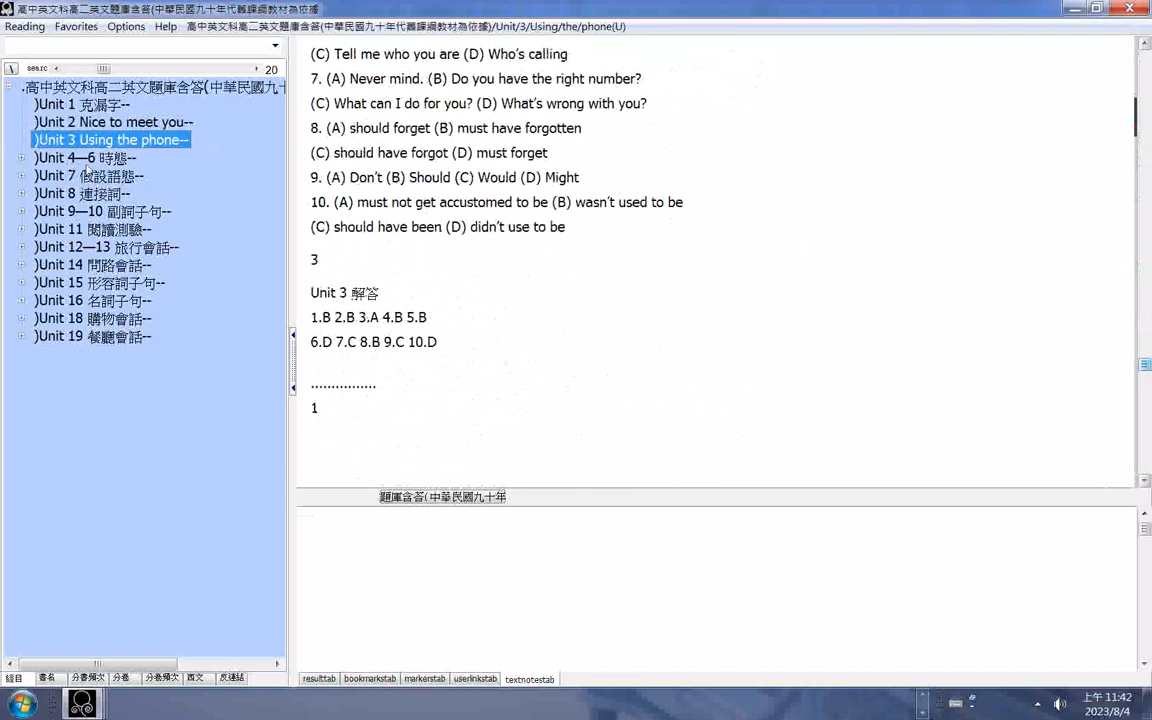 高中英文科高二英文題庫含答(中華民國九十年代舊課綱教材為依據
Reading Favorites Options Help 高中英文科高二英文題庫含答(中華民國九十年代舊課綱教材為依據)/Unit/3/Using/the/phone(U)
searc 20
.高中英文科高二英文題庫含答(中華民國九十
)Unit 1 克漏字--
)Unit 2 Nice to meet you--
)Unit 3 Using the phone--
)Unit 4—6 時態--
)Unit 7 假設語態--
)Unit 8 連接詞--
)Unit 9—10 副詞子句--
)Unit 11 閱讀測驗--
)Unit 12—13 旅行會話--
)Unit 14 問路會話--
)Unit 15 形容詞子句--
)Unit 16 名詞子句--
)Unit 18 購物會話--
)Unit 19 餐廳會話--
經目 書名 分書頻次 分卷 分卷頻次 西文 反連結
(C) Tell me who you are (D) Who's calling
7. (A) Never mind. (B) Do you have the right number?
(C) What can I do for you? (D) What's wrong with you?
8. (A) should forget (B) must have forgotten
(C) should have forgot (D) must forget
9. (A) Don't (B) Should (C) Would (D) Might
10. (A) must not get accustomed to be (B) wasn't used to be
(C) should have been (D) didn't use to be
3
Unit 3 解答
1.B 2.B 3.A 4.B 5.B
6.D 7.C 8.B 9.C 10.D
................
1
題庫含答(中華民國九十年
resulttab bookmarkstab markerstab userlinkstab textnotestab
上午 11:42
2023/8/4